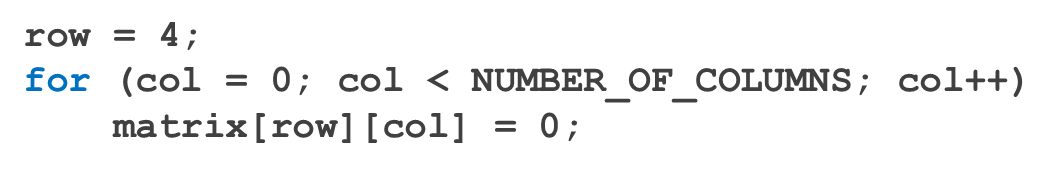 row = 4;
for (col = 0; col < NUMBER_OF_COLUMNS; col++)
    matrix[row][col] = 0;